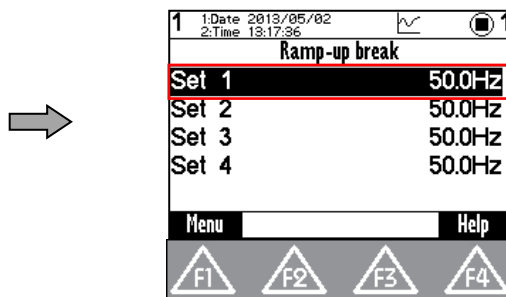 1 1:Date 2013/05/02 1
2:Time 13:17:36
Ramp-up break
Set 1 50.0Hz
Set 2 50.0Hz
Set 3 50.0Hz
Set 4 50.0Hz
Menu Help
F1 F2 F3 F4